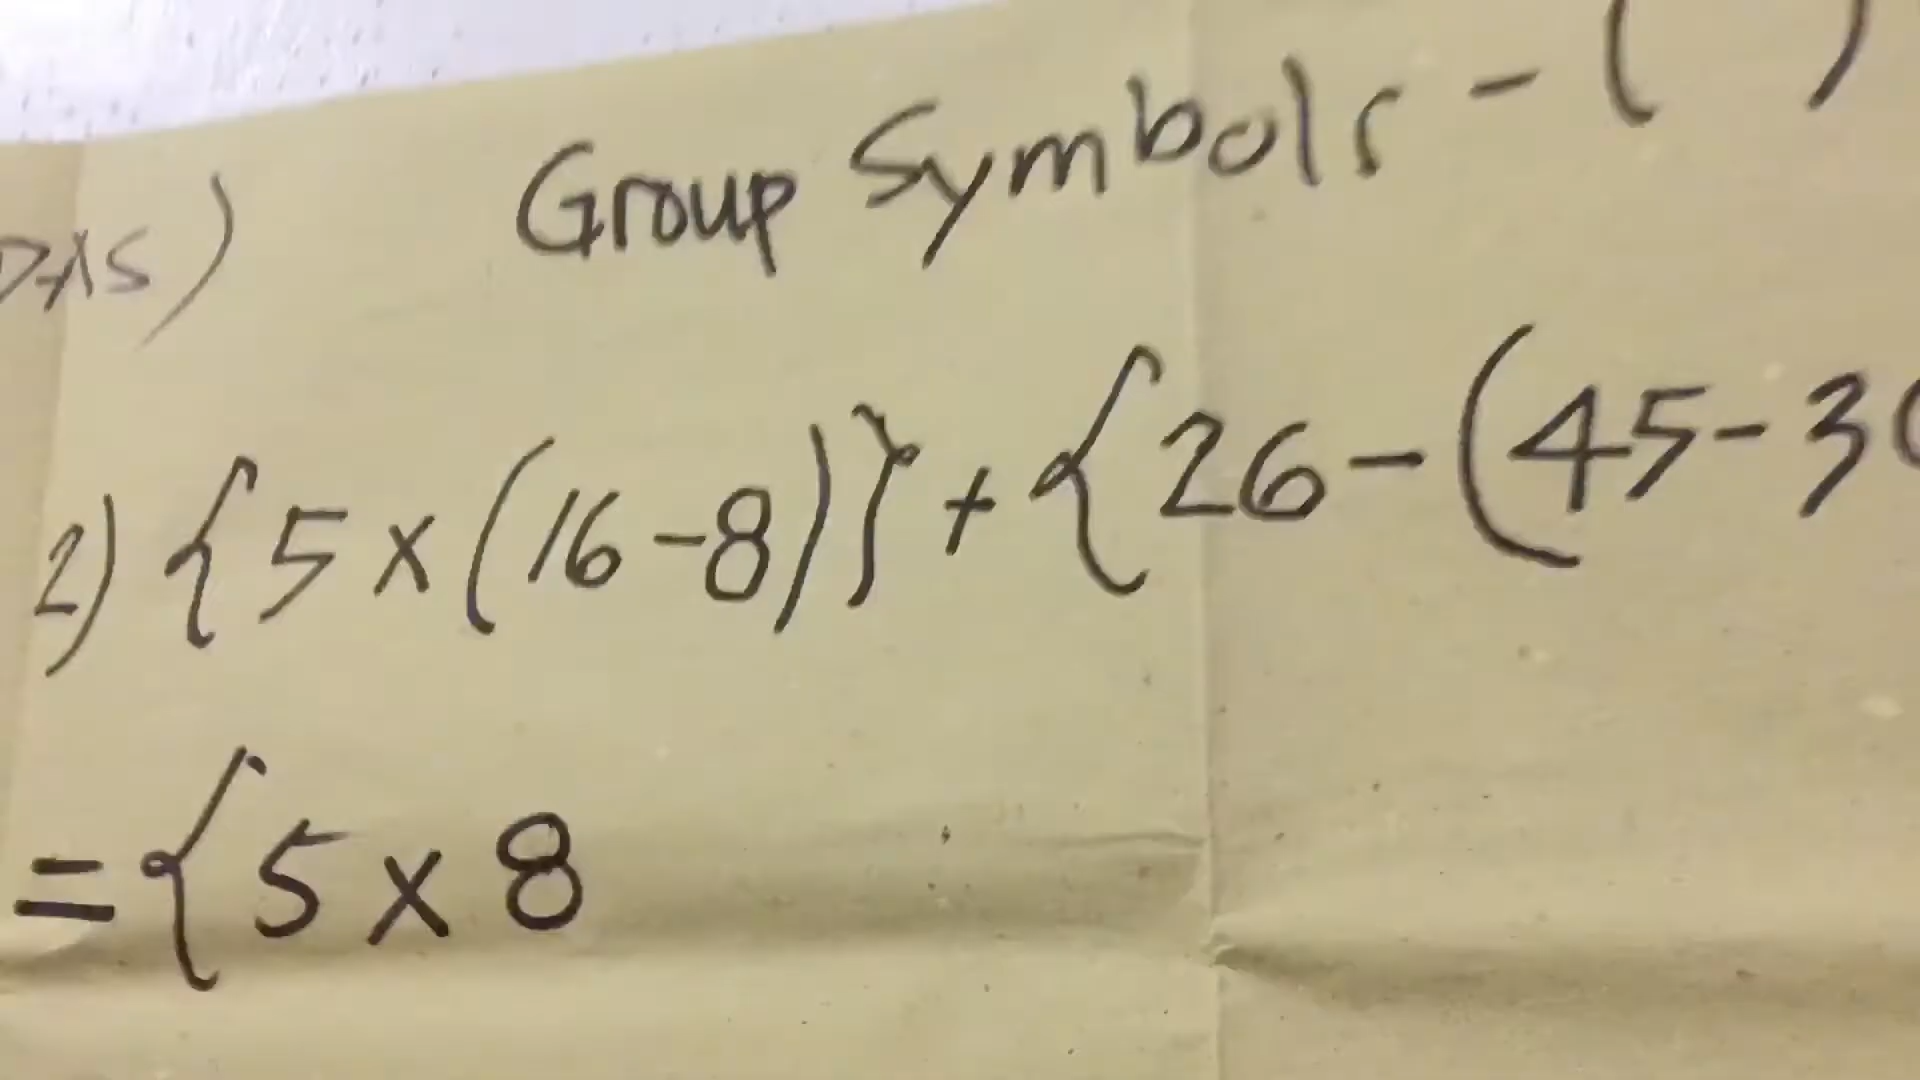 Group Symbols - ( )
DAS)
2) {5 × (16 - 8)} + {26 - (45 - 3
= {5 × 8